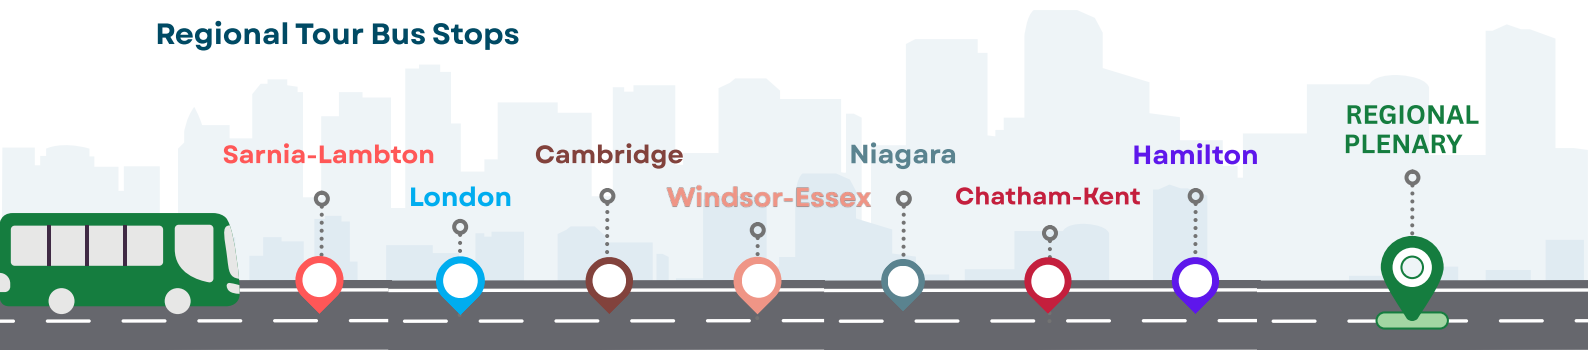 Regional Tour Bus Stops
Sarnia-Lambton
London
Cambridge
Windsor-Essex
Niagara
Chatham-Kent
Hamilton
REGIONAL
PLENARY